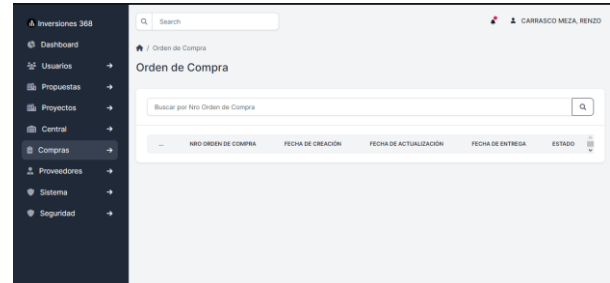 Inversiones 368
Dashboard
Usuarios
Propuestas
Proyectos
Central
Compras
Proveedores
Sistema
Seguridad
Search
CARRASCO MEZA, RENZO
/ Orden de Compra
Orden de Compra
Buscar por Nro Orden de Compra
... NRO ORDEN DE COMPRA FECHA DE CREACIÓN FECHA DE ACTUALIZACIÓN FECHA DE ENTREGA ESTADO